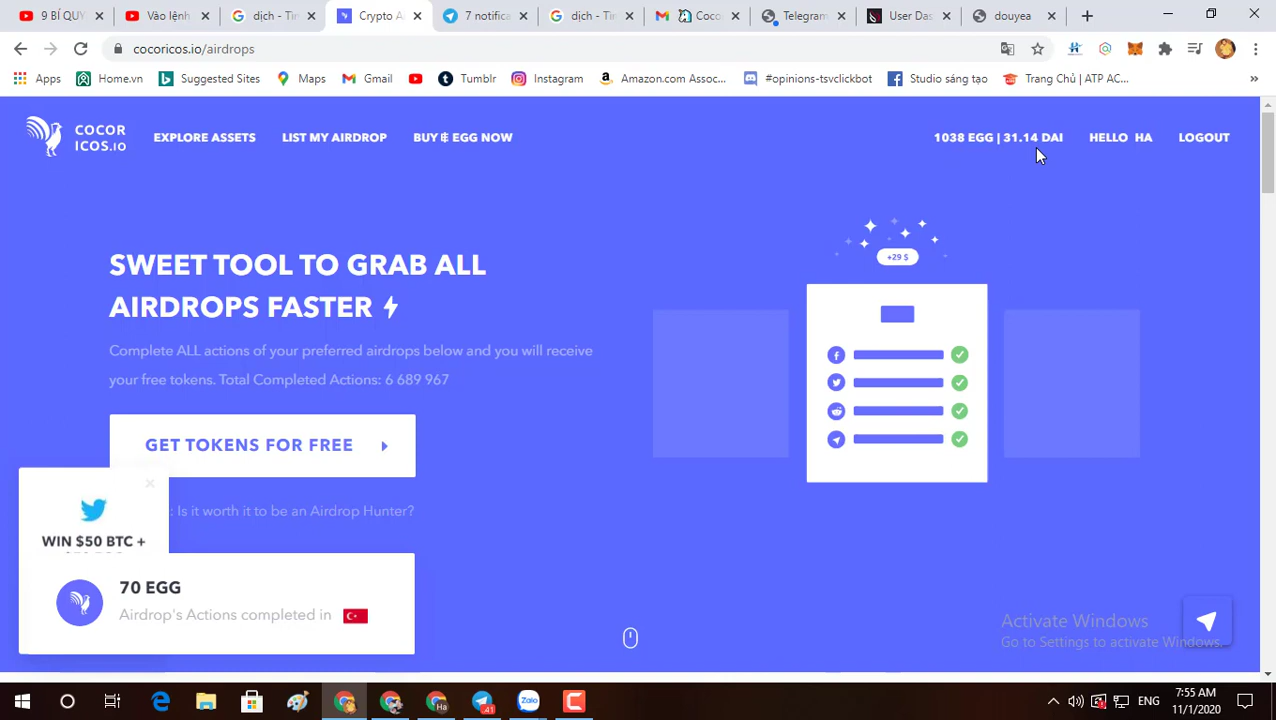 9 BÍ QUY
Vào lệnh
dịch - Tìm
Crypto A
7 notifica
dịch - Tìm
Coco
Telegram
User Das
douyea
cocoricos.io/airdrops
Apps
Home.vn
Suggested Sites
Maps
Gmail
Tumblr
Instagram
Amazon.com Assoc...
#opinions-tsvclickbot
Studio sáng tạo
Trang Chủ | ATP AC...
COCOR
ICOS.IO
EXPLORE ASSETS
LIST MY AIRDROP
BUY EGG NOW
1038 EGG | 31.14 DAI
HELLO HA
LOGOUT
SWEET TOOL TO GRAB ALL
AIRDROPS FASTER
Complete ALL actions of your preferred airdrops below and you will receive
your free tokens. Total Completed Actions: 6 689 967
GET TOKENS FOR FREE
: Is it worth it to be an Airdrop Hunter?
+29 $
WIN $50 BTC +
70 EGG
Airdrop's Actions completed in
Activate Windows
Go to Settings to activate Windows.
41
Zalo
ENG
7:55 AM
11/1/2020